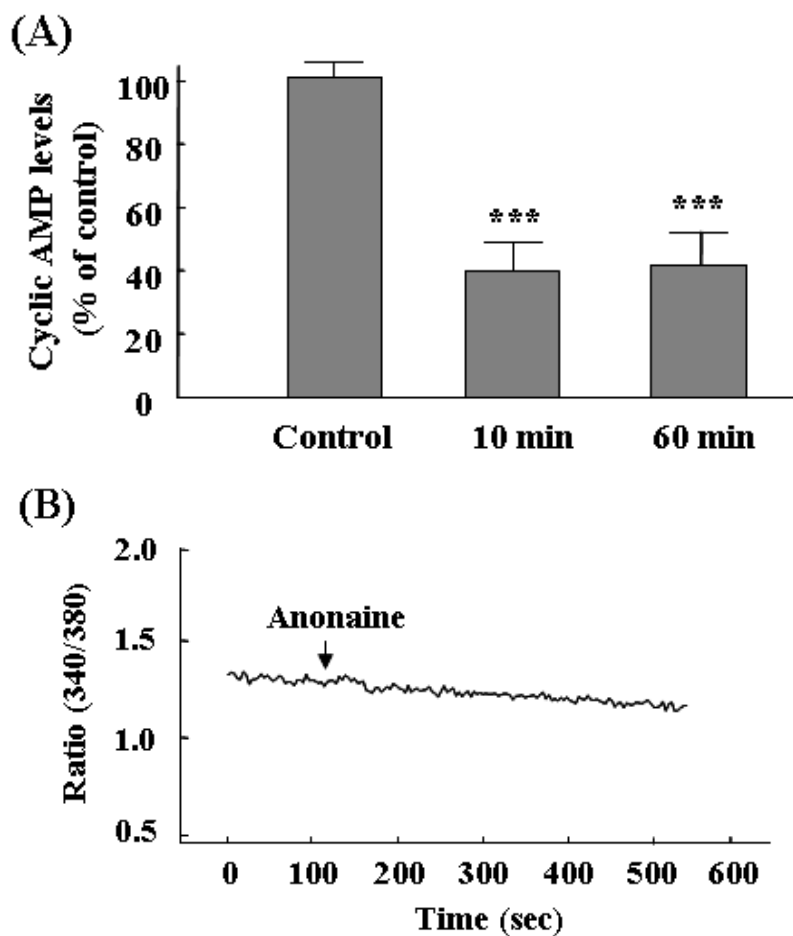 (A)
Cyclic AMP levels
(% of control)
100
80
60
40
20
0
***
***
Control 10 min 60 min
(B)
Ratio (340/380)
2.0
1.5
1.0
0.5
Anonaine
0 100 200 300 400 500 600
Time (sec)